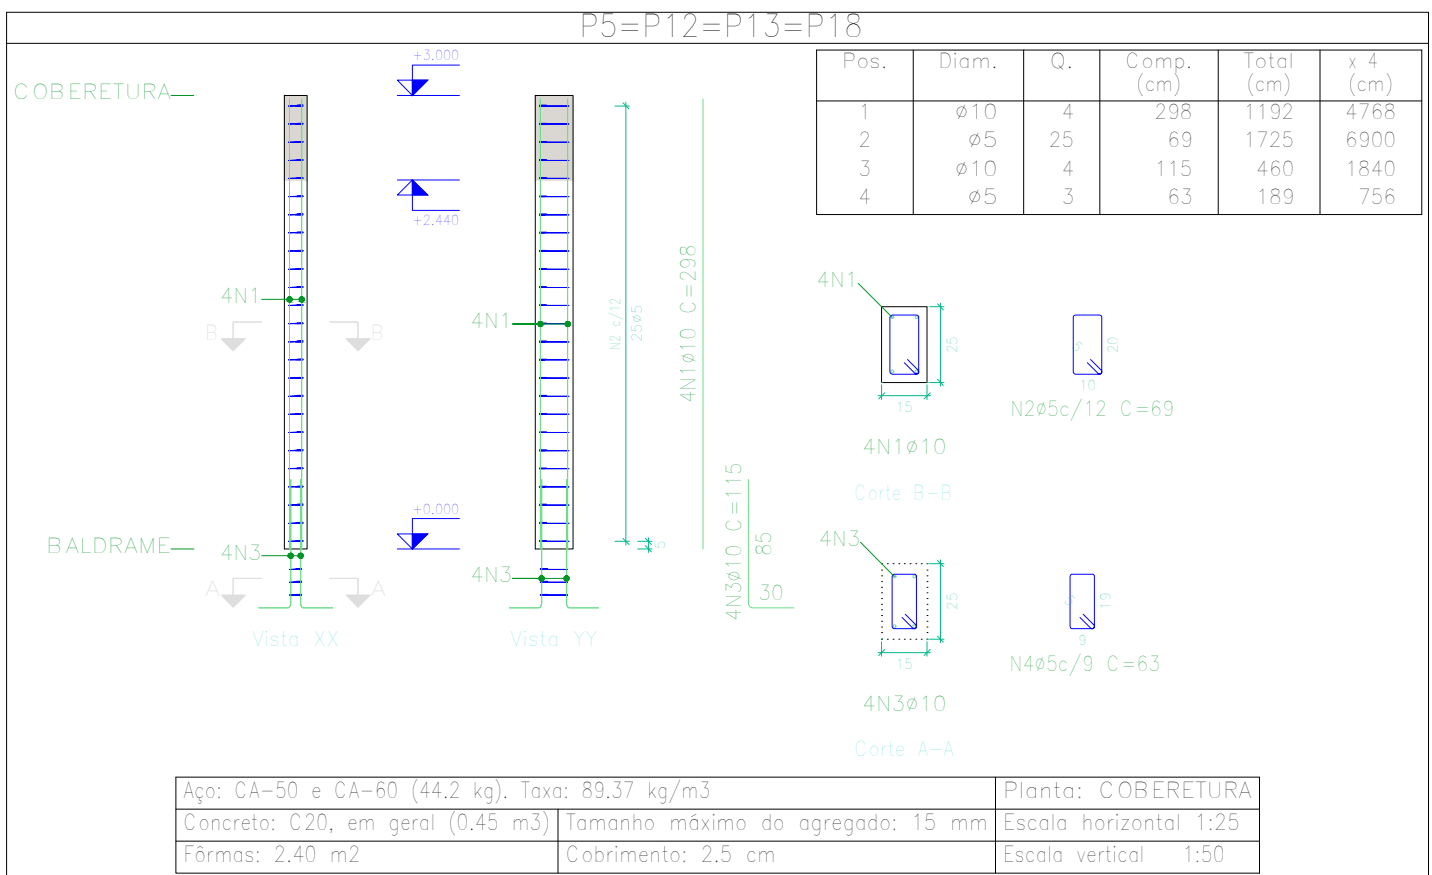 P5=P12=P13=P18
Pos. Diam. Q. Comp. (cm) Total (cm) x 4 (cm)
1 ø10 4 298 1192 4768
2 ø5 25 69 1725 6900
3 ø10 4 115 460 1840
4 ø5 3 63 189 756
COBERETURA
+3.000
+2.440
4N1
B B
4N1
N2 c/12
25ø5
4N1ø10 C=298
+0.000
BALDRAME
4N3
A A
4N3
5
4N3ø10 C=115
85
30
Vista XX
Vista YY
4N1
25
15
4N1ø10
Corte B-B
5
20
10
N2ø5c/12 C=69
4N3
25
15
4N3ø10
Corte A-A
5
19
9
N4ø5c/9 C=63
Aço: CA-50 e CA-60 (44.2 kg). Taxa: 89.37 kg/m3
Planta: COBERETURA
Concreto: C20, em geral (0.45 m3)
Tamanho máximo do agregado: 15 mm
Escala horizontal 1:25
Fôrmas: 2.40 m2
Cobrimento: 2.5 cm
Escala vertical 1:50